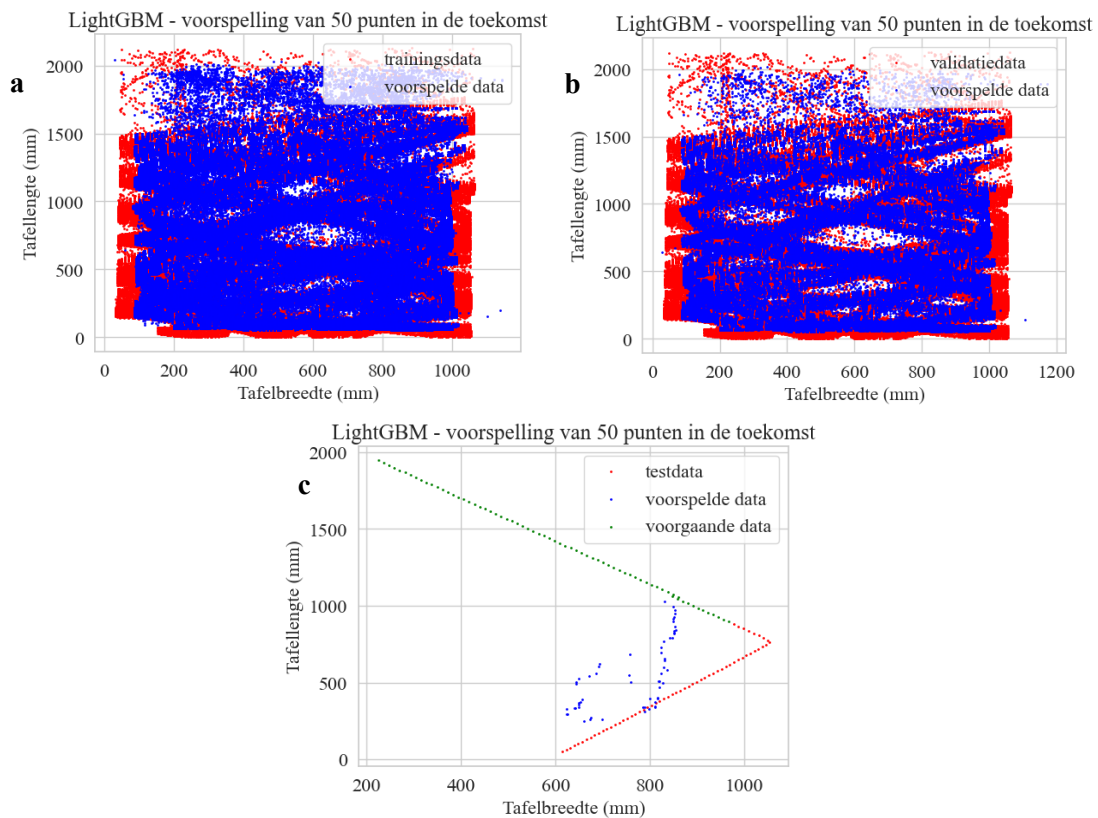 LightGBM - voorspelling van 50 punten in de toekomst
a
trainingsdata
voorspelde data
Tafellengte (mm)
2000
1500
1000
500
0
0 200 400 600 800 1000
Tafelbreedte (mm)
LightGBM - voorspelling van 50 punten in de toekomst
b
validatiedata
voorspelde data
Tafellengte (mm)
2000
1500
1000
500
0
0 200 400 600 800 1000 1200
Tafelbreedte (mm)
LightGBM - voorspelling van 50 punten in de toekomst
c
testdata
voorspelde data
voorgaande data
Tafellengte (mm)
2000
1500
1000
500
0
200 400 600 800 1000
Tafelbreedte (mm)